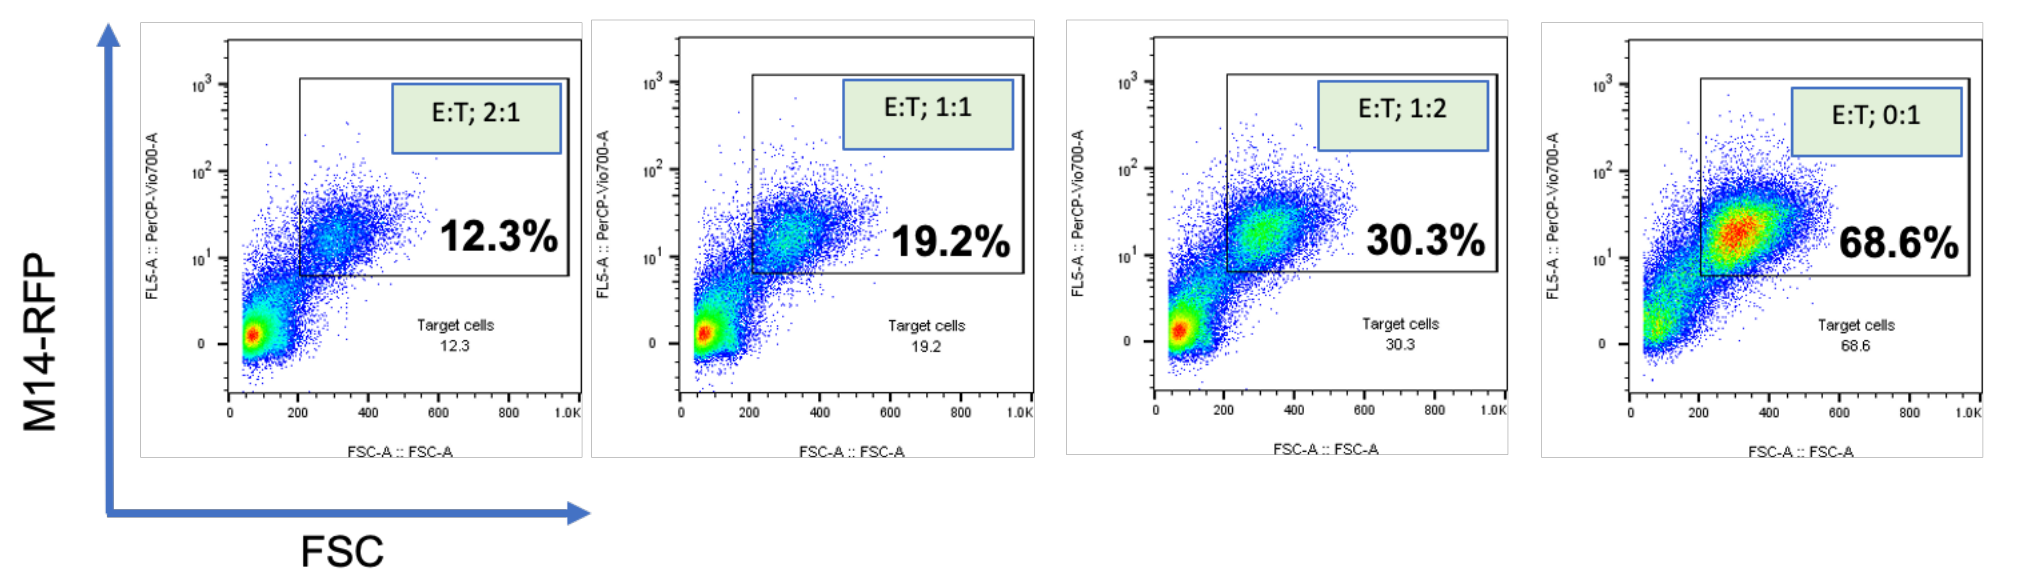 M14-RFP
FSC
FL5-A :: PerCP-Vio700-A
10³
10²
10¹
0
E:T; 2:1
12.3%
Target cells
12.3
0 200 400 600 800 1.0K
FSC-A :: FSC-A
FL5-A :: PerCP-Vio700-A
10³
10²
10¹
0
E:T; 1:1
19.2%
Target cells
19.2
0 200 400 600 800 1.0K
FSC-A :: FSC-A
FL5-A :: PerCP-Vio700-A
10³
10²
10¹
0
E:T; 1:2
30.3%
Target cells
30.3
0 200 400 600 800 1.0K
FSC-A :: FSC-A
FL5-A :: PerCP-Vio700-A
10³
10²
10¹
0
E:T; 0:1
68.6%
Target cells
68.6
0 200 400 600 800 1.0K
FSC-A :: FSC-A